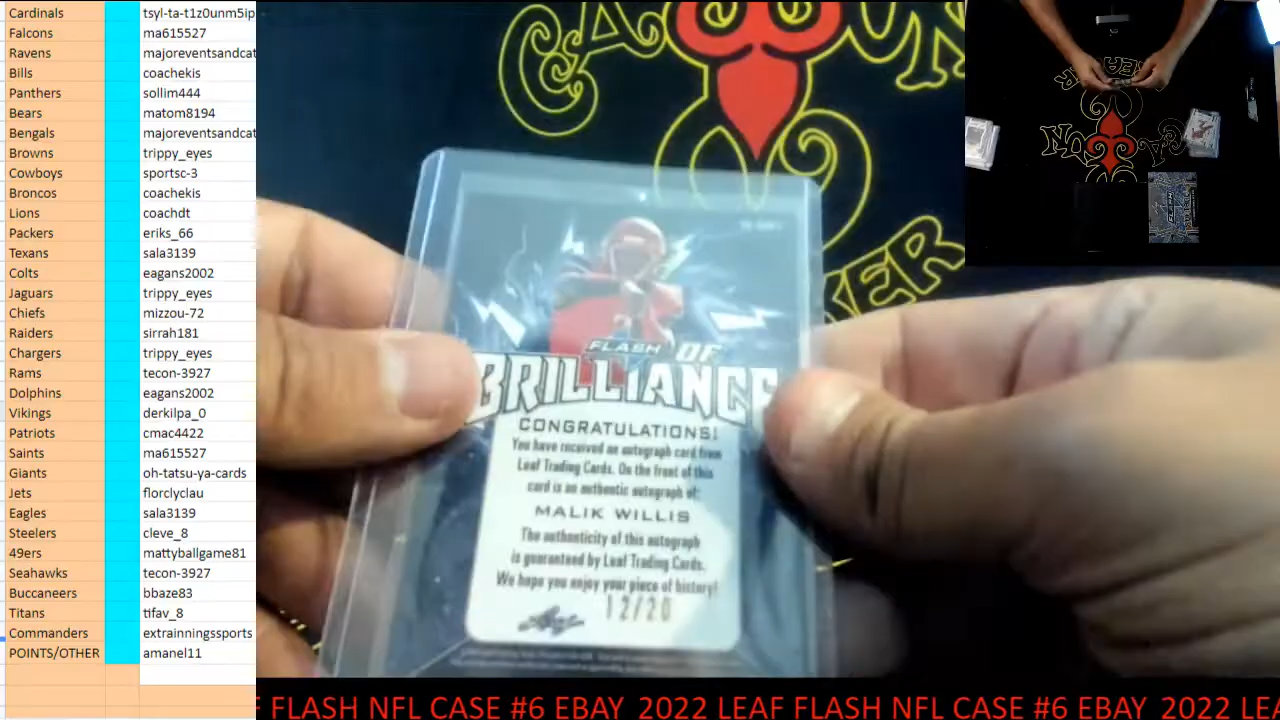 Cardinals tsyl-ta-t1z0unm5ip
Falcons ma615527
Ravens majoreventsandcat
Bills coachekis
Panthers sollim444
Bears matom8194
Bengals majoreventsandcat
Browns trippy_eyes
Cowboys sportsc-3
Broncos coachekis
Lions coachdt
Packers eriks_66
Texans sala3139
Colts eagans2002
Jaguars trippy_eyes
Chiefs mizzou-72
Raiders sirrah181
Chargers trippy_eyes
Rams tecon-3927
Dolphins eagans2002
Vikings derkilpa_0
Patriots cmac4422
Saints ma615527
Giants oh-tatsu-ya-cards
Jets florclyclau
Eagles sala3139
Steelers cleve_8
49ers mattyballgame81
Seahawks tecon-3927
Buccaneers bbaze83
Titans tifav_8
Commanders extrainningssports
POINTS/OTHER amanel11
FLASH OF
BRILLIANCE
CONGRATULATIONS!
You have received an autograph card from
Leaf Trading Cards. On the front of this
card is an authentic autograph of:
MALIK WILLIS
The authenticity of this autograph
is guaranteed by Leaf Trading Cards.
We hope you enjoy your piece of history!
12/20
Leaf
FLASH NFL CASE #6 EBAY 2022 LEAF FLASH NFL CASE #6 EBAY 2022 LEA